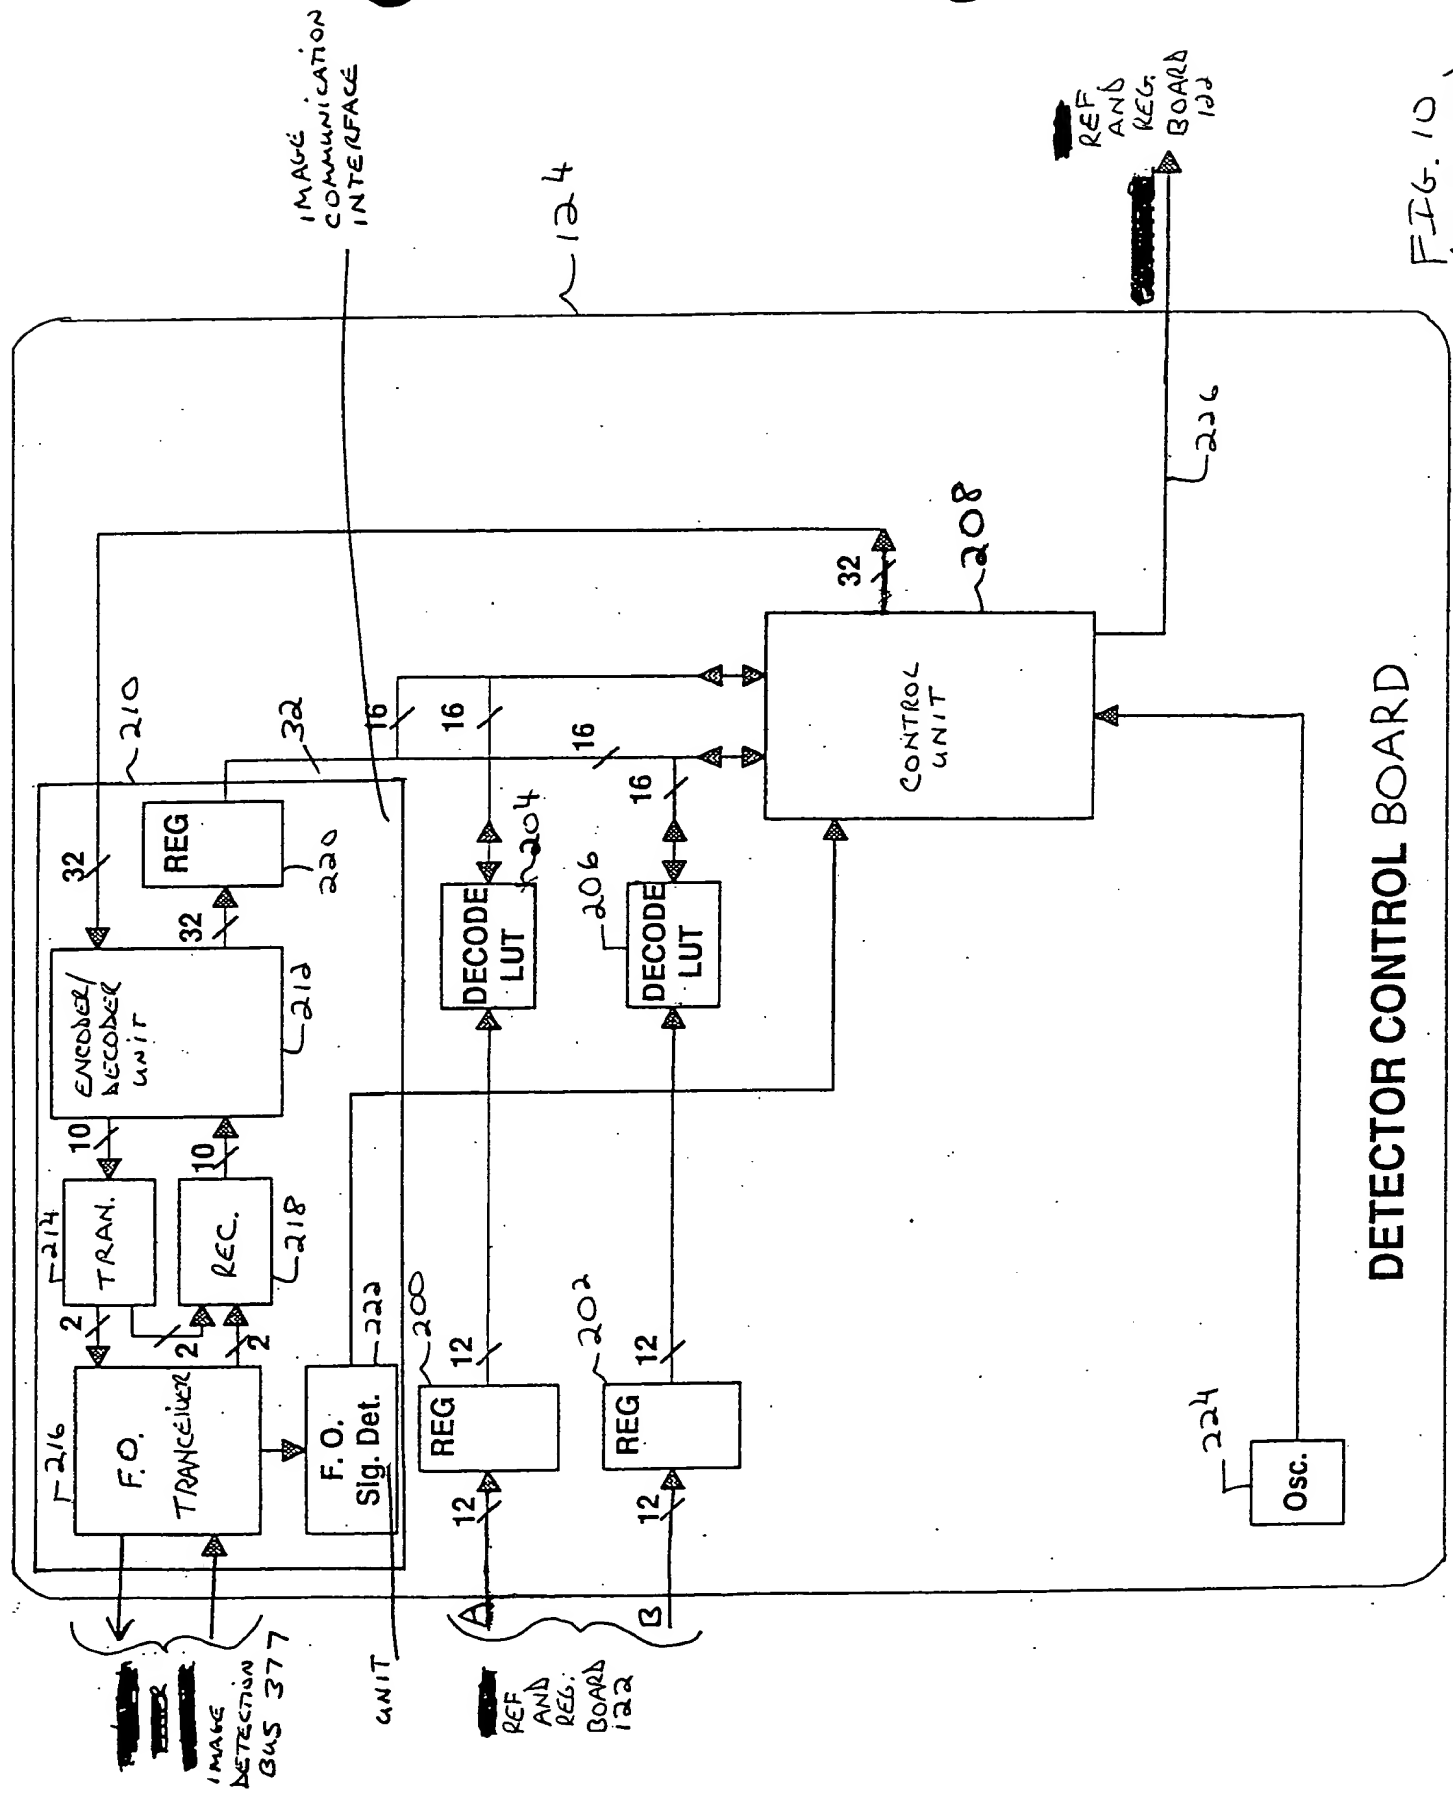 IMAGE
COMMUNICATION
INTERFACE
124
REF
AND
REG.
BOARD
122
FIG. 10
210
32
32
REG
220
32
ENCODER/
DECODER
UNIT
212
10
10
214
TRAN.
REC.
218
2
2
2
216
F.O.
TRANCEIVER
F. O.
Sig. Det.
222
IMAGE
DETECTION
BUS 377
UNIT
16
16
16
16
DECODE
LUT
204
206
DECODE
LUT
32
208
CONTROL
UNIT
226
200
12
REG
12
A
202
12
REG
12
B
REF
AND
REG.
BOARD
122
224
Osc.
DETECTOR CONTROL BOARD